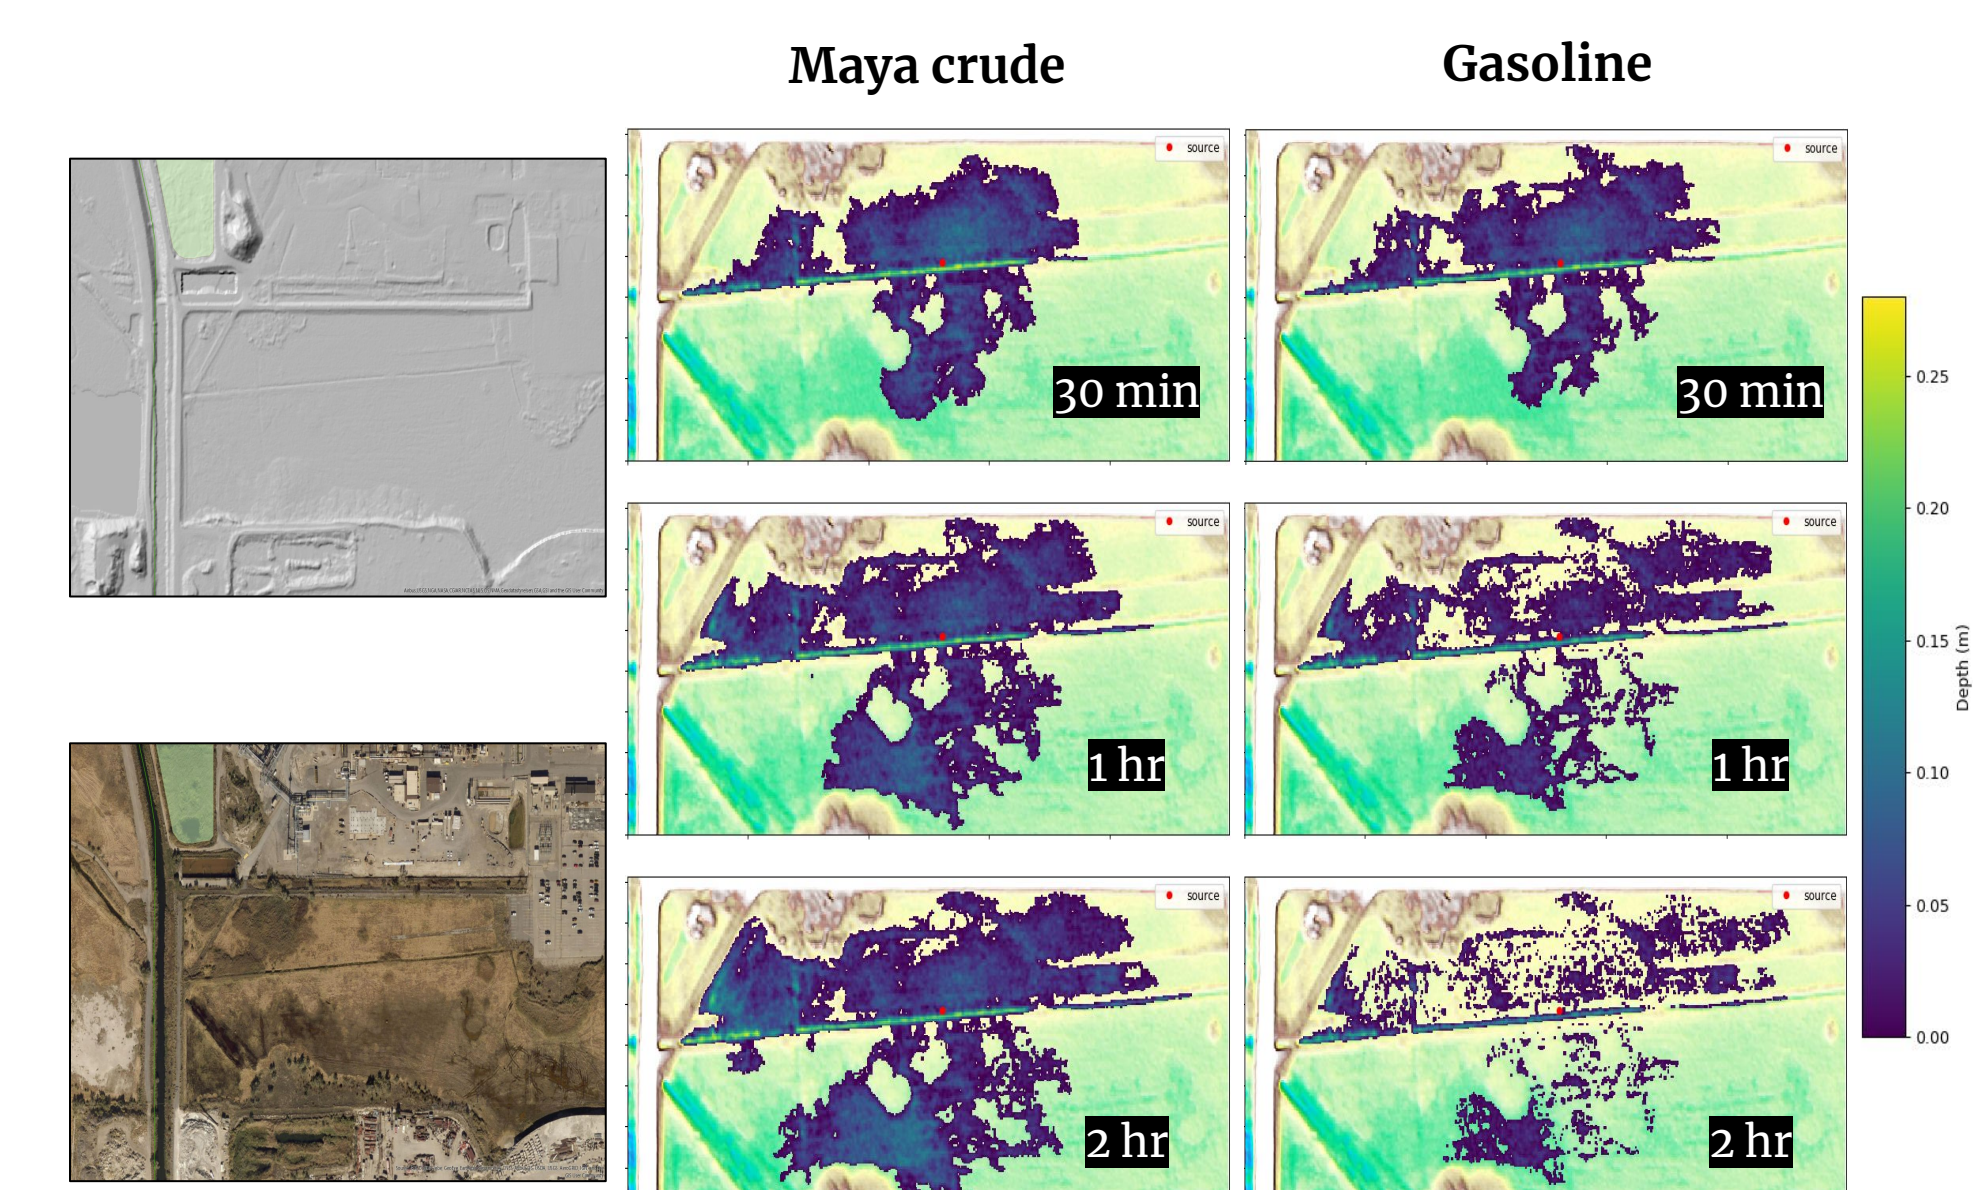 Maya crude
Gasoline
source
source
30 min
30 min
source
source
1 hr
1 hr
source
source
2 hr
2 hr
0.25
0.20
0.15
0.10
0.05
0.00
Depth (m)